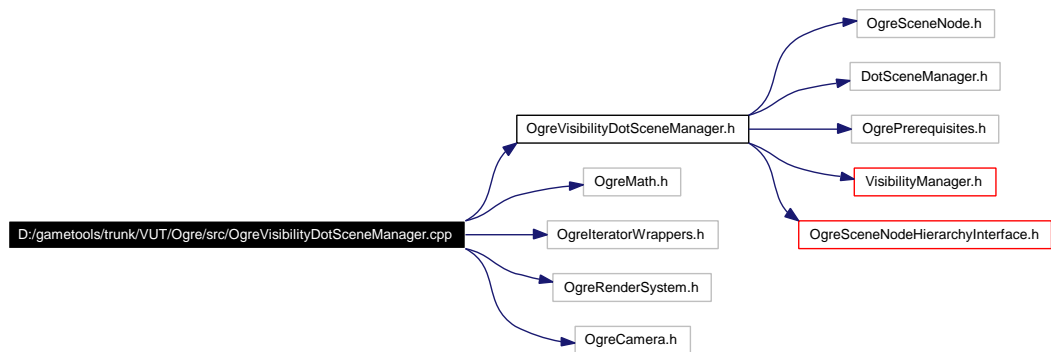 OgreSceneNode.h
DotSceneManager.h
OgreVisibilityDotSceneManager.h
OgrePrerequisites.h
OgreMath.h
VisibilityManager.h
D:/gametools/trunk/VUT/Ogre/src/OgreVisibilityDotSceneManager.cpp
OgreIteratorWrappers.h
OgreSceneNodeHierarchyInterface.h
OgreRenderSystem.h
OgreCamera.h